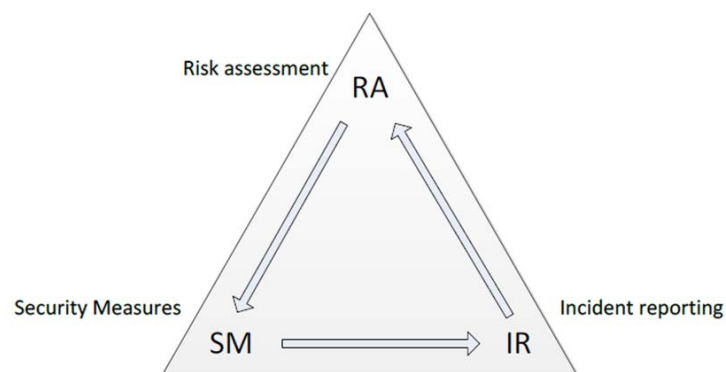 Risk assessment
RA
Security Measures
Incident reporting
SM
IR